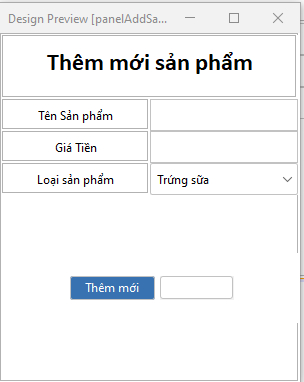 Design Preview [panelAddSa...
Thêm mới sản phẩm
Tên Sản phẩm
Giá Tiền
Loại sản phẩm
Trứng sữa
Thêm mới